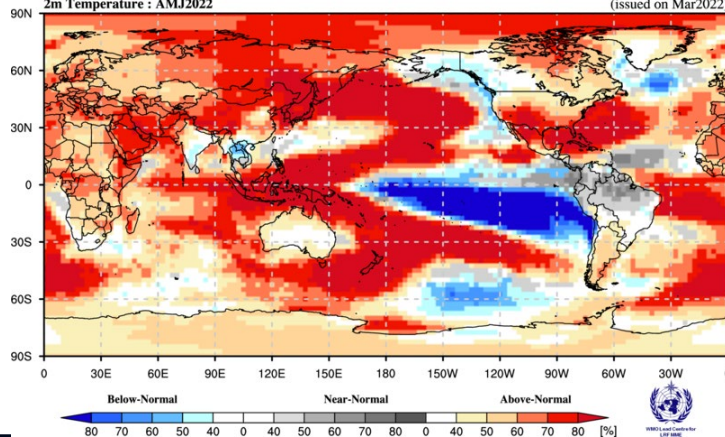 2m Temperature : AMJ2022
(issued on Mar2022
90N
60N
30N
0
30S
60S
90S
0 30E 60E 90E 120E 150E 180 150W 120W 90W 60W 30W 0
Below-Normal Near-Normal Above-Normal
80 70 60 50 40 0 40 50 60 70 80 0 40 50 60 70 80 [%]
WMO Lead Centre for
LRF MME